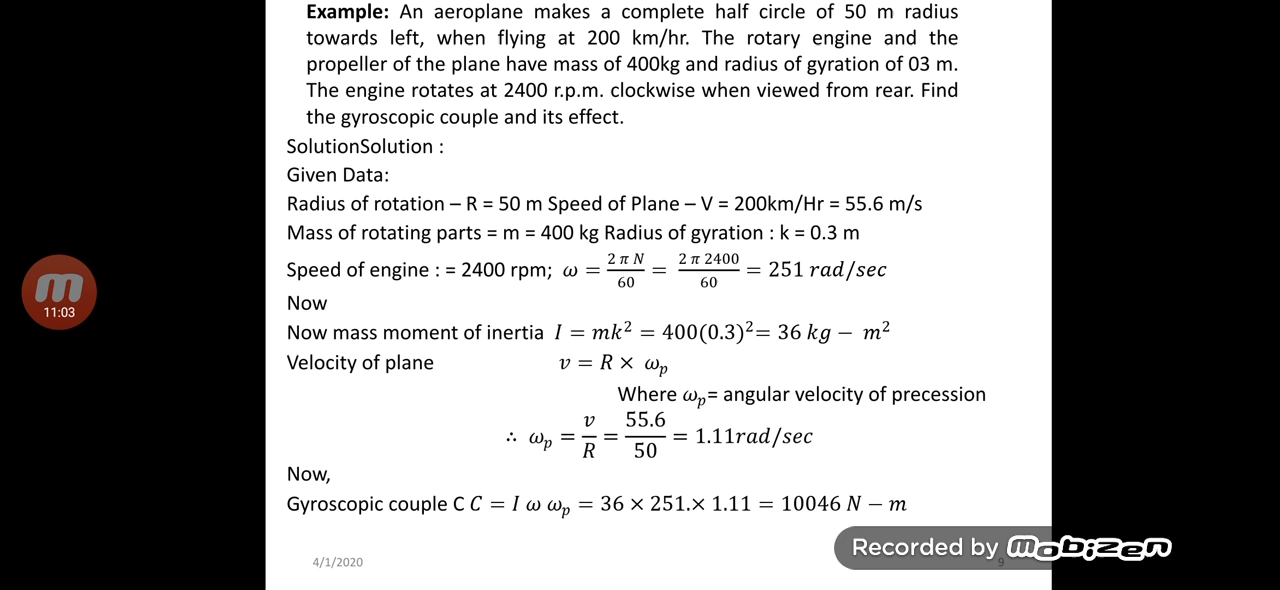 Example: An aeroplane makes a complete half circle of 50 m radius
towards left, when flying at 200 km/hr. The rotary engine and the
propeller of the plane have mass of 400kg and radius of gyration of 03 m.
The engine rotates at 2400 r.p.m. clockwise when viewed from rear. Find
the gyroscopic couple and its effect.
SolutionSolution :
Given Data:
Radius of rotation – R = 50 m Speed of Plane – V = 200km/Hr = 55.6 m/s
Mass of rotating parts = m = 400 kg Radius of gyration : k = 0.3 m
Speed of engine : = 2400 rpm; ω = 2 π N / 60 = 2 π 2400 / 60 = 251 rad/sec
Now
Now mass moment of inertia I = mk² = 400(0.3)²= 36 kg − m²
Velocity of plane v = R × ωₚ
Where ωₚ= angular velocity of precession
∴ ωₚ = v / R = 55.6 / 50 = 1.11rad/sec
Now,
Gyroscopic couple C C = I ω ωₚ = 36 × 251.× 1.11 = 10046 N − m
4/1/2020
9
m
11:03
Recorded by mobizen